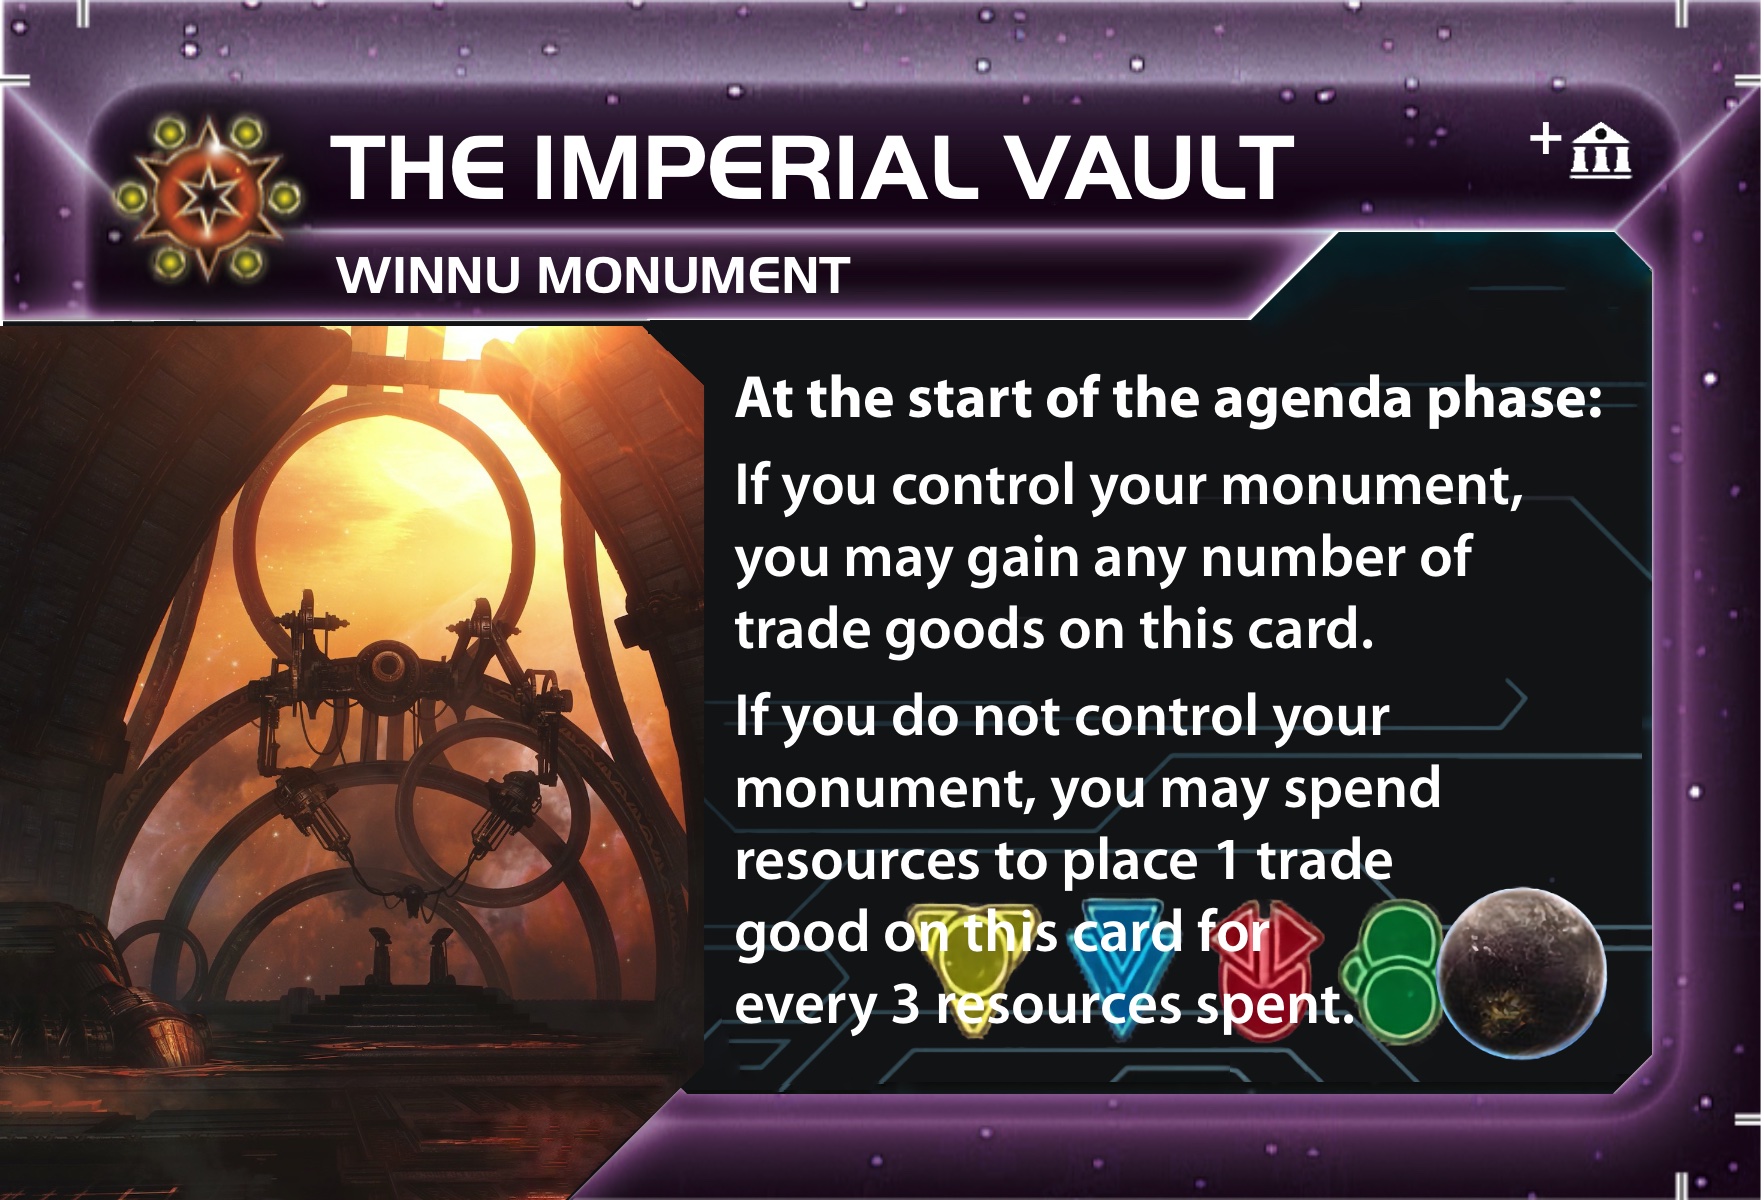 THE IMPERIAL VAULT
+
WINNU MONUMENT
At the start of the agenda phase:
If you control your monument,
you may gain any number of
trade goods on this card.
If you do not control your
monument, you may spend
resources to place 1 trade
good on this card for
every 3 resources spent.